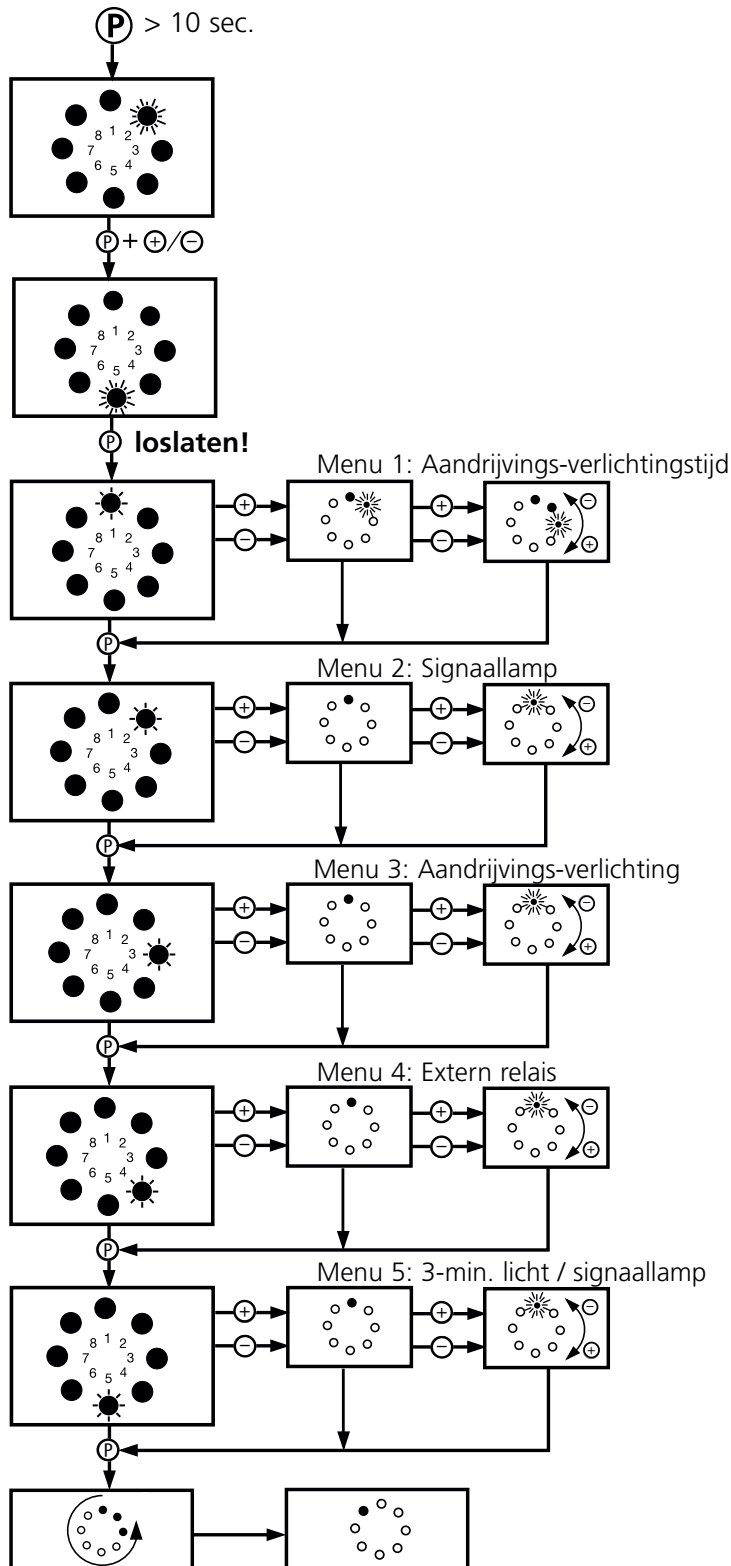 P > 10 sec.
8 1 2
7 3
6 5 4
P + + / −
8 1 2
7 3
6 5 4
P loslaten!
Menu 1: Aandrijvings-verlichtingstijd
8 1 2
7 3
6 5 4
+ + −
− − +
P
Menu 2: Signaallamp
8 1 2
7 3
6 5 4
+ + −
− − +
P
Menu 3: Aandrijvings-verlichting
8 1 2
7 3
6 5 4
+ + −
− − +
P
Menu 4: Extern relais
8 1 2
7 3
6 5 4
+ + −
− − +
P
Menu 5: 3-min. licht / signaallamp
8 1 2
7 3
6 5 4
+ + −
− − +
P